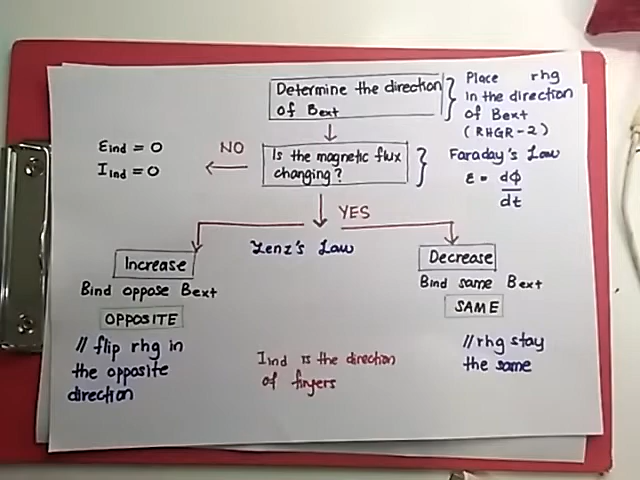 Determine the direction
of Bext
Place rhg
in the direction
of Bext
(RHGR-2)
Is the magnetic flux
changing?
Faraday's Law
ε = dϕ
dt
NO
Eind = 0
Iind = 0
YES
Lenz's Law
Increase
Bind oppose Bext
OPPOSITE
// flip rhg in
the opposite
direction
Decrease
Bind same Bext
SAME
// rhg stay
the same
Iind is the direction
of fingers